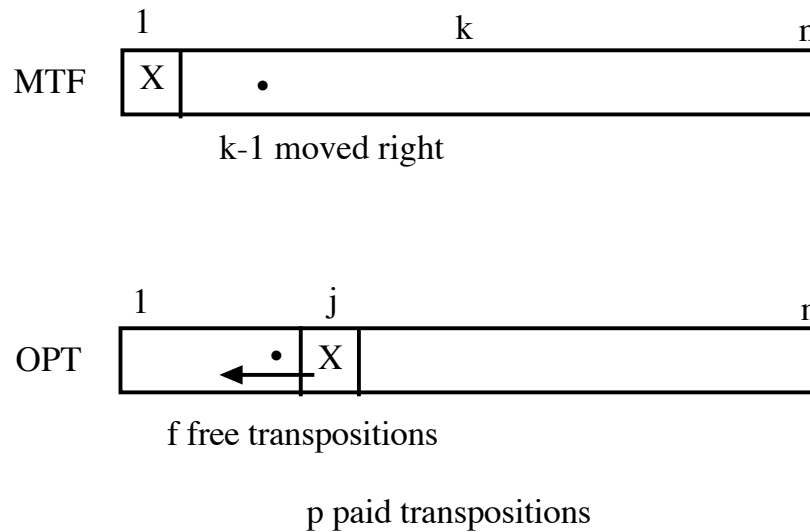 1 k n
MTF X
k-1 moved right
1 j n
OPT X
f free transpositions
p paid transpositions